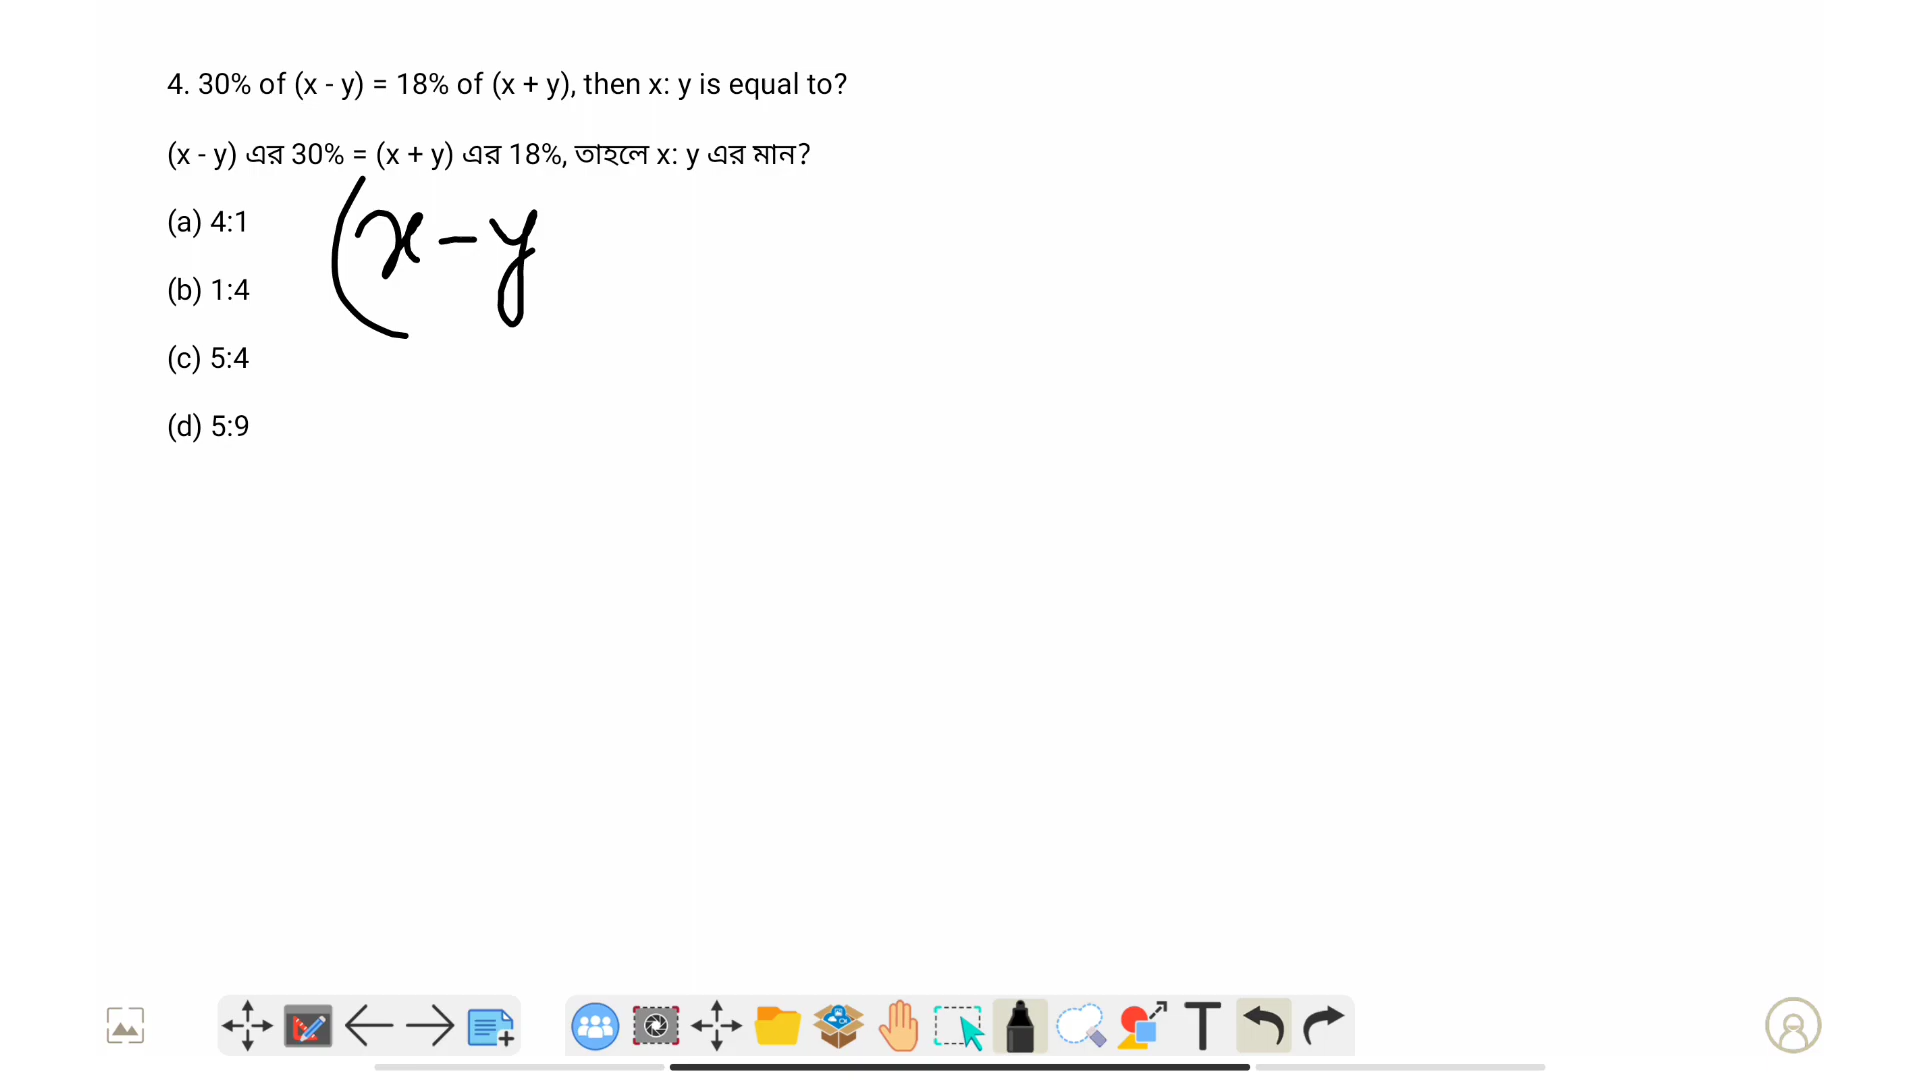 4. 30% of (x - y) = 18% of (x + y), then x: y is equal to?
(x - y) এর 30% = (x + y) এর 18%, তাহলে x: y এর মান?
(a) 4:1
(x - y
(b) 1:4
(c) 5:4
(d) 5:9
T